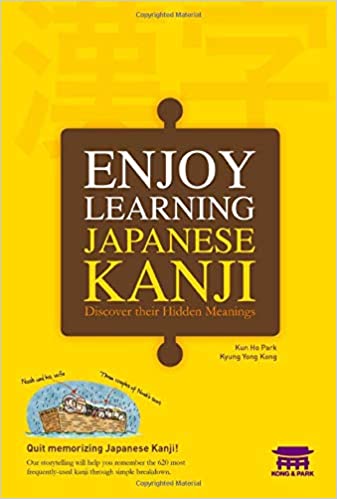 漢字
ENJOY
LEARNING
JAPANESE
KANJI
Discover their Hidden Meanings
Kun Ho Park
Kyung Yong Kong
Noah and his wife
Three couples of Noah's sons
Quit memorizing Japanese Kanji!
Our storytelling will help you remember the 620 most
frequently-used kanji through simple breakdown.
KONG & PARK